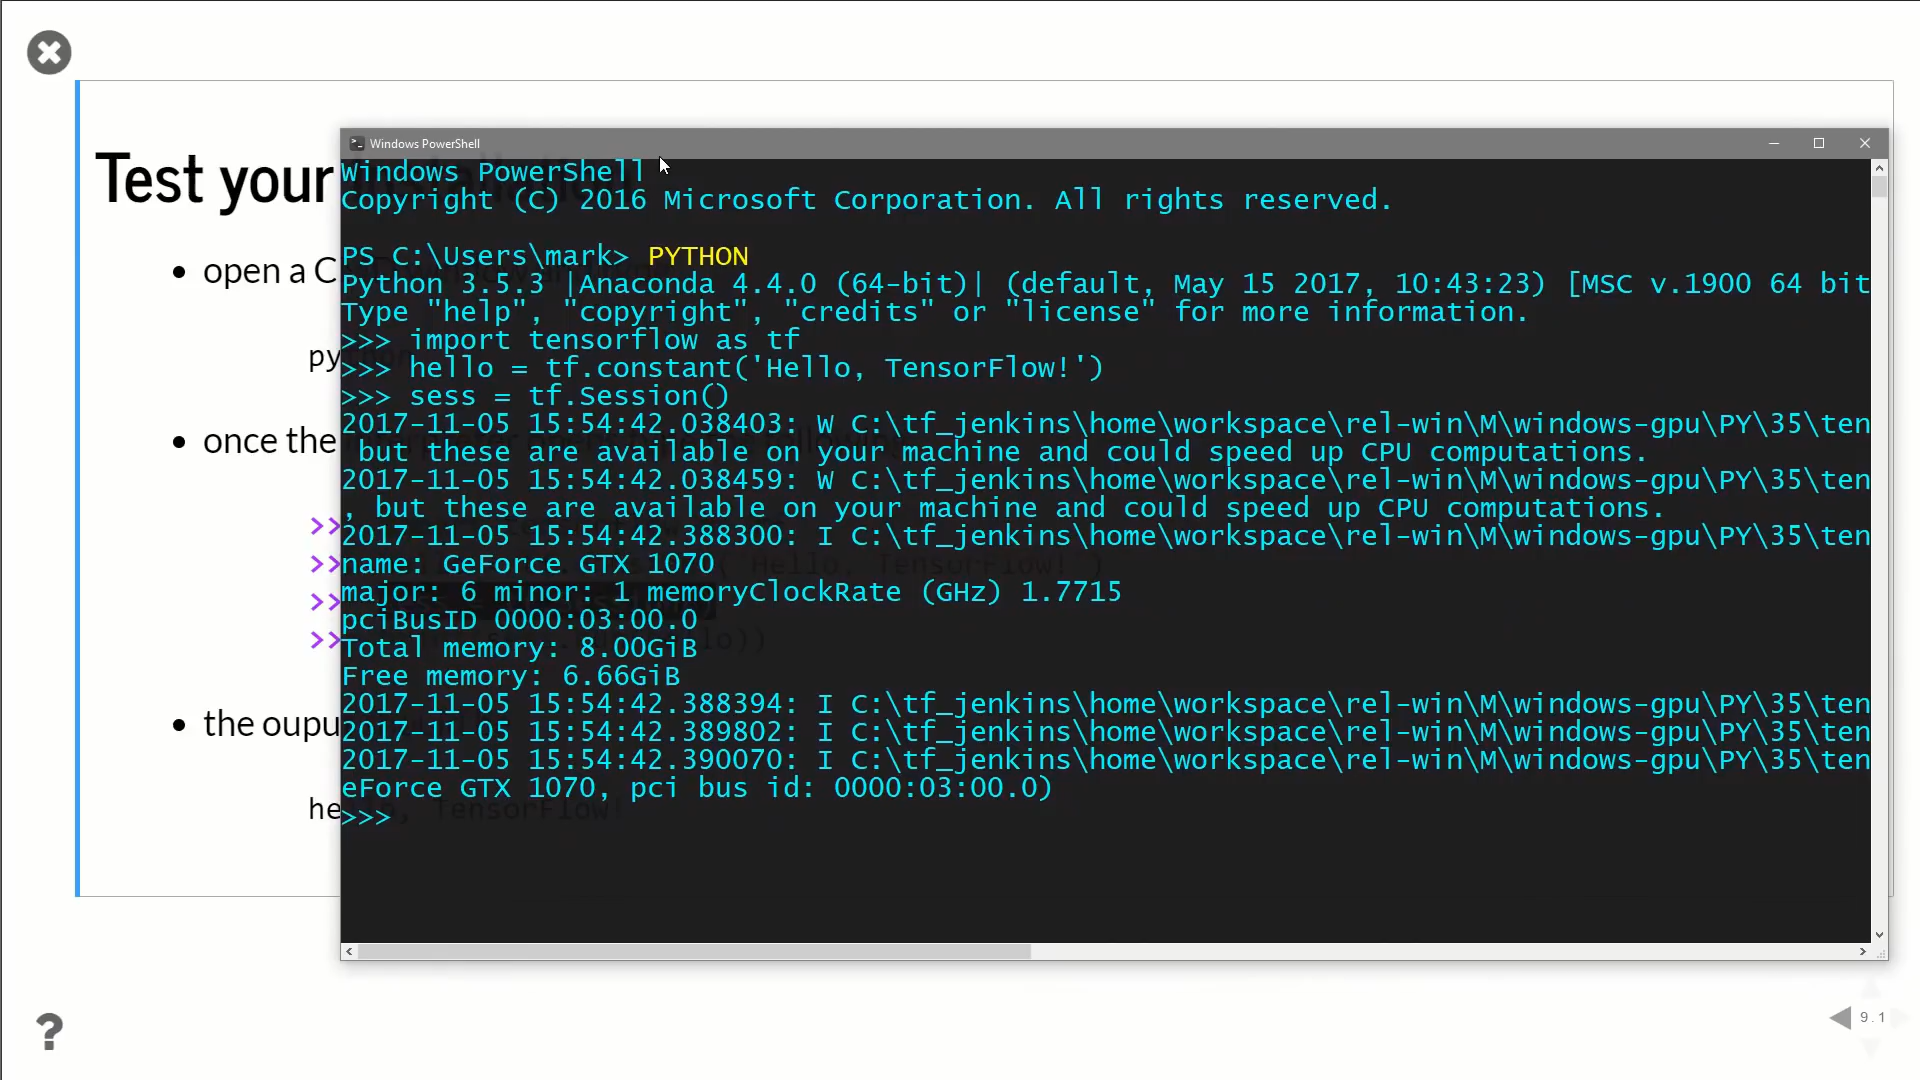 Windows PowerShell
Test your
Windows PowerShell
Copyright (C) 2016 Microsoft Corporation. All rights reserved.
PS C:\Users\mark> PYTHON
open a C
Python 3.5.3 |Anaconda 4.4.0 (64-bit)| (default, May 15 2017, 10:43:23) [MSC v.1900 64 bit
Type "help", "copyright", "credits" or "license" for more information.
>>> import tensorflow as tf
python
>>> hello = tf.constant('Hello, TensorFlow!')
>>> sess = tf.Session()
2017-11-05 15:54:42.038403: W C:\tf_jenkins\home\workspace\rel-win\M\windows-gpu\PY\35\ten
once the
but these are available on your machine and could speed up CPU computations.
2017-11-05 15:54:42.038459: W C:\tf_jenkins\home\workspace\rel-win\M\windows-gpu\PY\35\ten
, but these are available on your machine and could speed up CPU computations.
>>
2017-11-05 15:54:42.388300: I C:\tf_jenkins\home\workspace\rel-win\M\windows-gpu\PY\35\ten
>>
name: GeForce GTX 1070
('Hello, TensorFlow!')
>>
major: 6 minor: 1 memoryClockRate (GHz) 1.7715
pciBusID 0000:03:00.0
>>
lo))
Total memory: 8.00GiB
Free memory: 6.66GiB
2017-11-05 15:54:42.388394: I C:\tf_jenkins\home\workspace\rel-win\M\windows-gpu\PY\35\ten
the oupu
2017-11-05 15:54:42.389802: I C:\tf_jenkins\home\workspace\rel-win\M\windows-gpu\PY\35\ten
2017-11-05 15:54:42.390070: I C:\tf_jenkins\home\workspace\rel-win\M\windows-gpu\PY\35\ten
eForce GTX 1070, pci bus id: 0000:03:00.0)
he , TensorFlow!
>>>
?
9.1